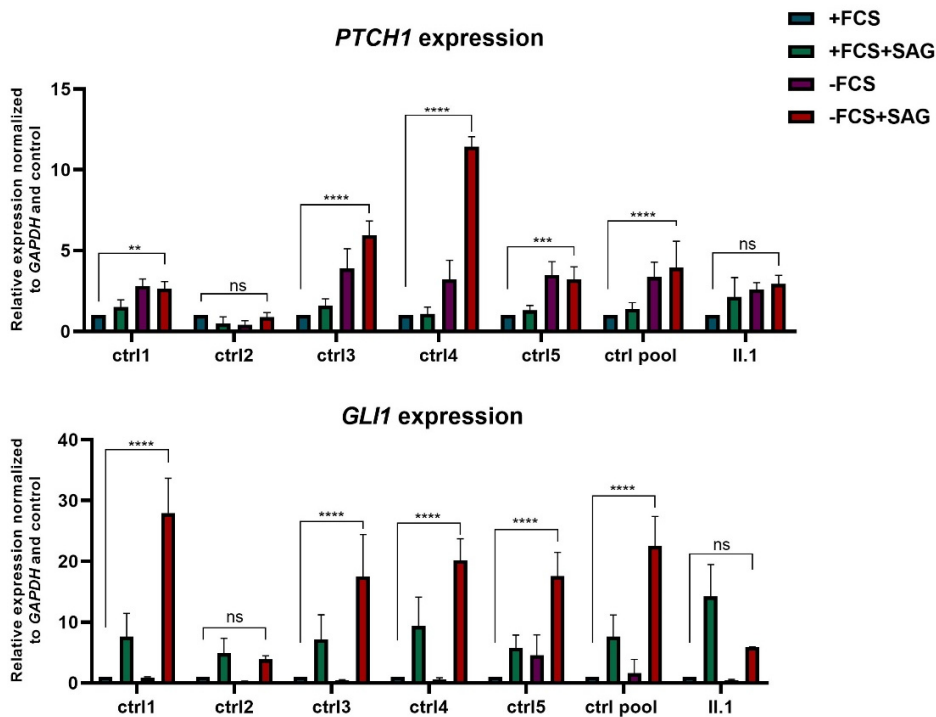 +FCS
+FCS+SAG
-FCS
-FCS+SAG
PTCH1 expression
Relative expression normalized
to GAPDH and control
15
10
5
0
**
ns
****
****
***
****
ns
ctrl1 ctrl2 ctrl3 ctrl4 ctrl5 ctrl pool II.1
GLI1 expression
Relative expression normalized
to GAPDH and control
40
30
20
10
0
****
ns
****
****
****
****
ns
ctrl1 ctrl2 ctrl3 ctrl4 ctrl5 ctrl pool II.1